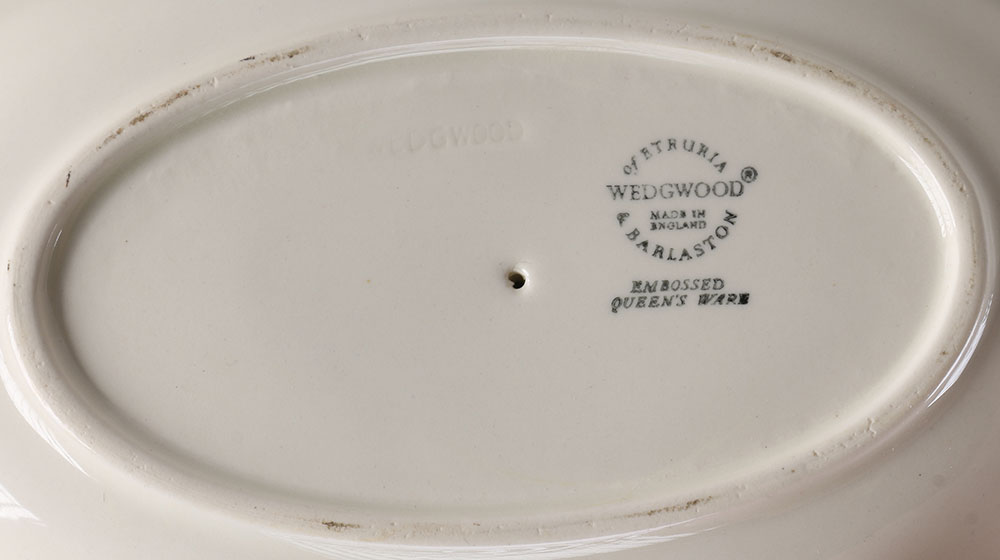 WEDGWOOD
of ETRURIA
WEDGWOOD®
MADE IN
ENGLAND
& BARLASTON
EMBOSSED
QUEEN'S WARE